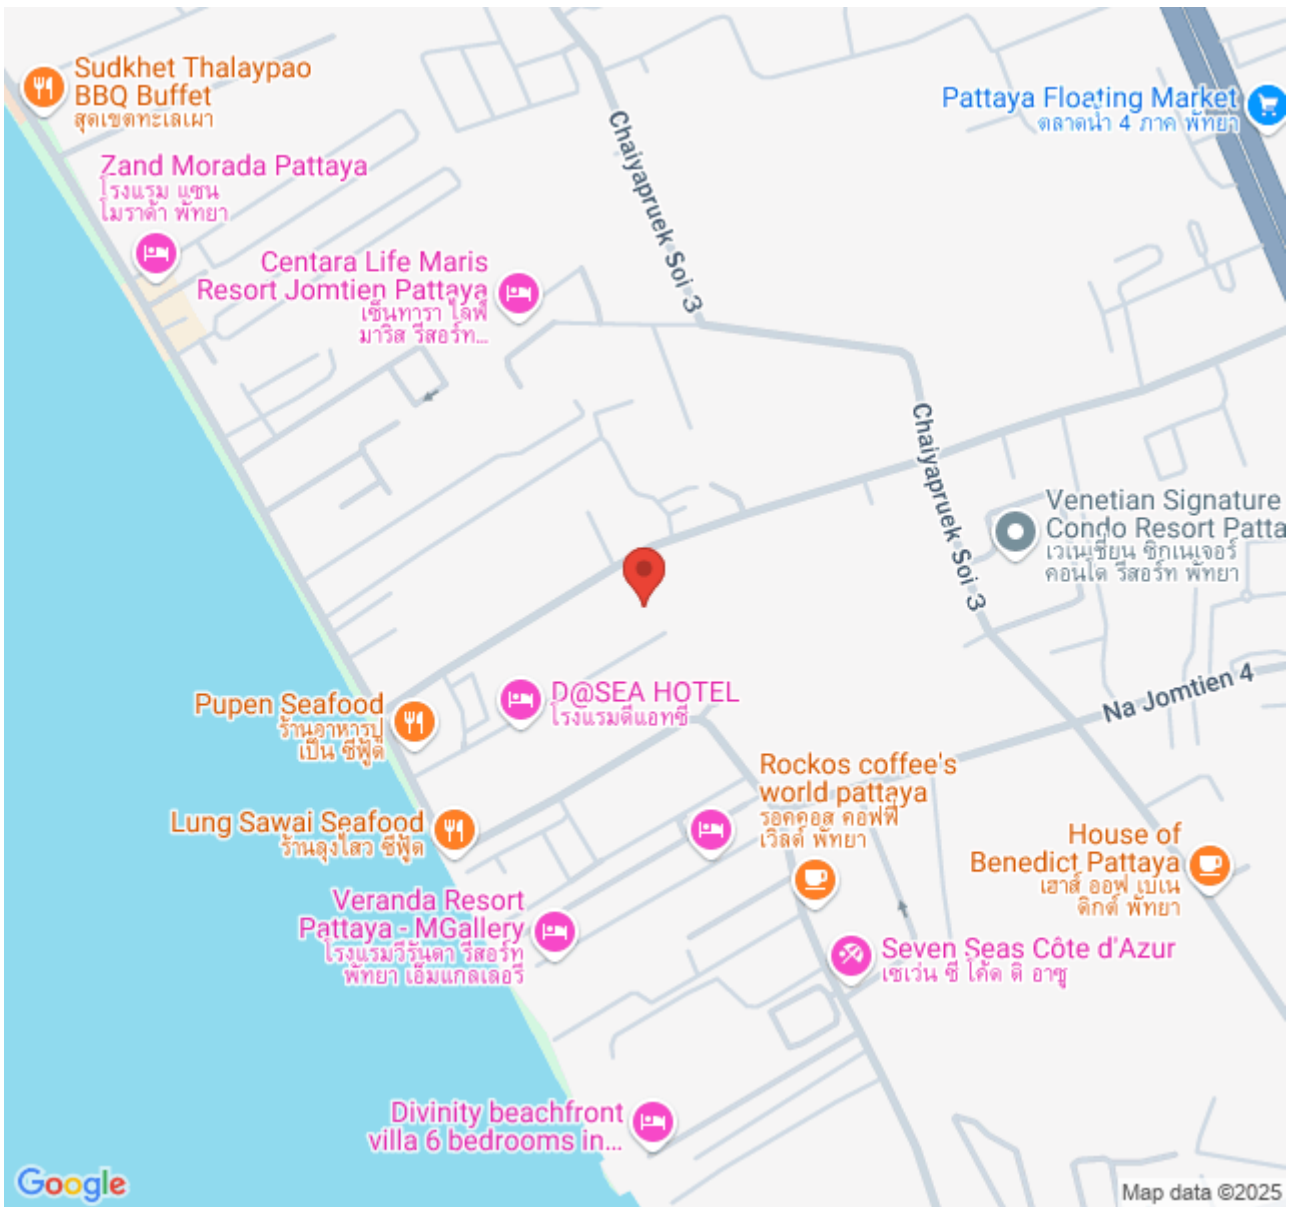 Sudkhet Thalaypao
BBQ Buffet
สุดเขตทะเลเผา
Pattaya Floating Market
ตลาดน้ำ 4 ภาค พัทยา
Zand Morada Pattaya
โรงแรม แซน
โมราด้า พัทยา
Chaiyapruek Soi 3
Centara Life Maris
Resort Jomtien Pattaya
เซ็นทารา ไลฟ์
มาริส รีสอร์ท...
Chaiyapruek Soi 3
Venetian Signature
Condo Resort Patta
เวเนเชี่ยน ซิกเนเจอร์
คอนโด รีสอร์ท พัทยา
D@SEA HOTEL
โรงแรมดีแอทซี
Na Jomtien 4
Pupen Seafood
ร้านอาหารปู
เป็น ซีฟู้ด
Rockos coffee's
world pattaya
รอคคอส คอฟฟี่
เวิลด์ พัทยา
Lung Sawai Seafood
ร้านลุงไสว ซีฟู้ด
House of
Benedict Pattaya
เฮาส์ ออฟ เบเน
ดิกต์ พัทยา
Veranda Resort
Pattaya - MGallery
โรงแรมวีรันดา รีสอร์ท
พัทยา เอ็มแกลเลอรี
Seven Seas Côte d'Azur
เซเว่น ซี โค้ด ดิ อาซู
Divinity beachfront
villa 6 bedrooms in...
Google
Map data ©2025